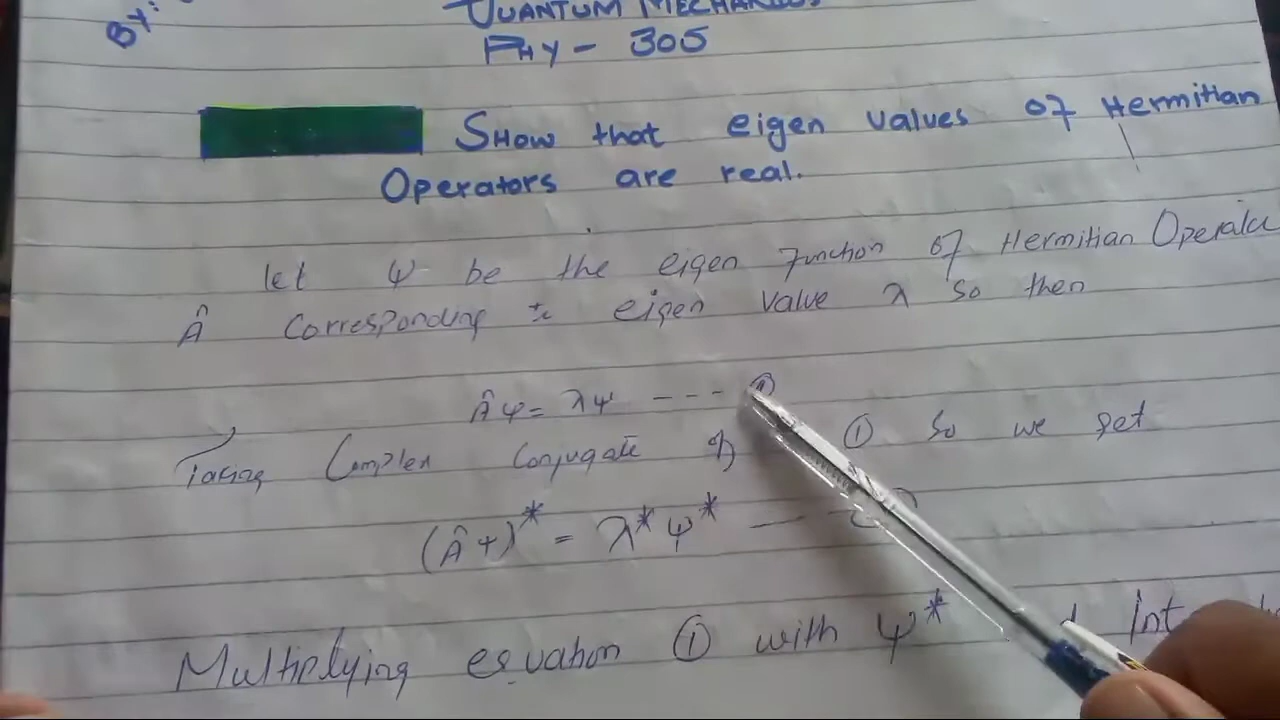 BY:
QUANTUM MECHANICS
PHY - 305
SHow that eigen values of Hermitian
Operators are real.
let ψ be the eigen function of Hermitian
Â Corresponding to eigen value λ so then
Âψ = λψ ---- ①
Taking Complex Conjugate of ① so we get
(Âψ)* = λ*ψ* ---
Multiplying equation ① with ψ*